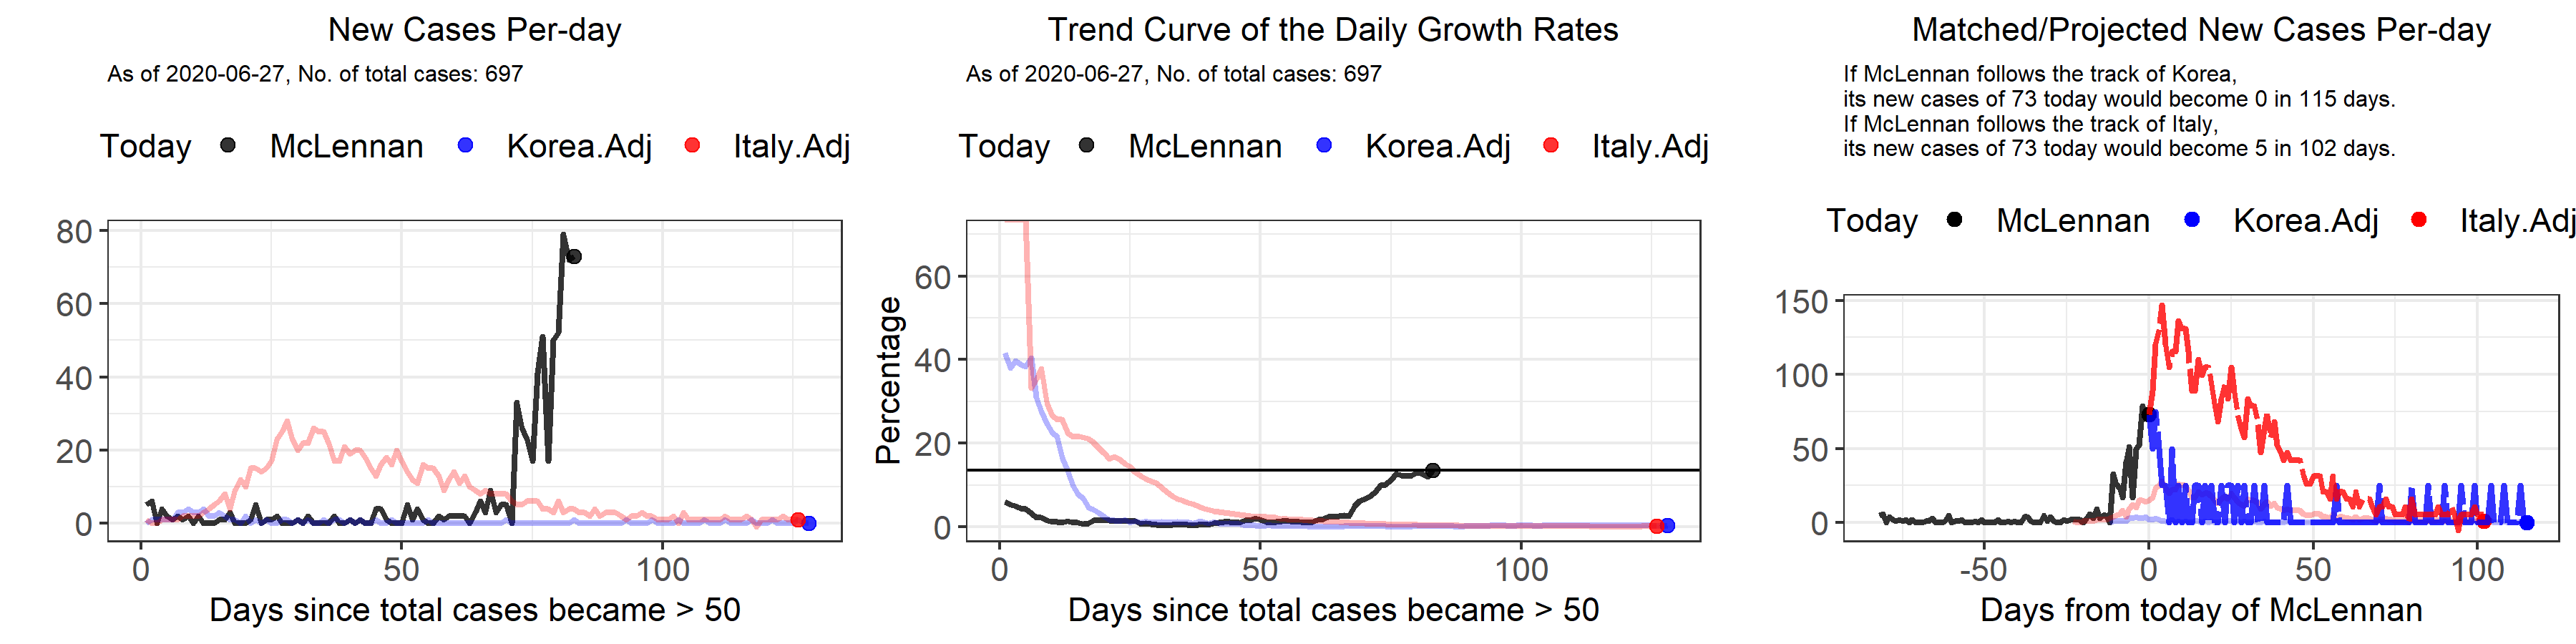 New Cases Per-day
As of 2020-06-27, No. of total cases: 697
Today McLennan Korea.Adj Italy.Adj
80
60
40
20
0
0 50 100
Days since total cases became > 50
Trend Curve of the Daily Growth Rates
As of 2020-06-27, No. of total cases: 697
Today McLennan Korea.Adj Italy.Adj
Percentage
60
40
20
0
0 50 100
Days since total cases became > 50
Matched/Projected New Cases Per-day
If McLennan follows the track of Korea,
its new cases of 73 today would become 0 in 115 days.
If McLennan follows the track of Italy,
its new cases of 73 today would become 5 in 102 days.
Today McLennan Korea.Adj Italy.Adj
150
100
50
0
-50 0 50 100
Days from today of McLennan